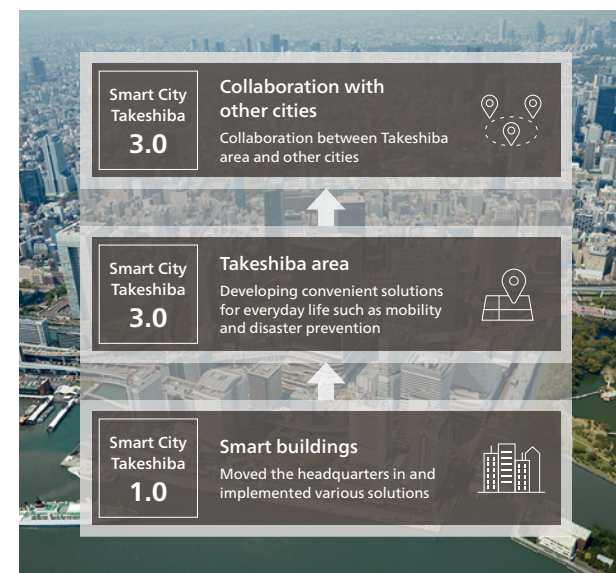 Smart City
Takeshiba
3.0
Collaboration with
other cities
Collaboration between Takeshiba
area and other cities
Smart City
Takeshiba
3.0
Takeshiba area
Developing convenient solutions
for everyday life such as mobility
and disaster prevention
Smart City
Takeshiba
1.0
Smart buildings
Moved the headquarters in and
implemented various solutions